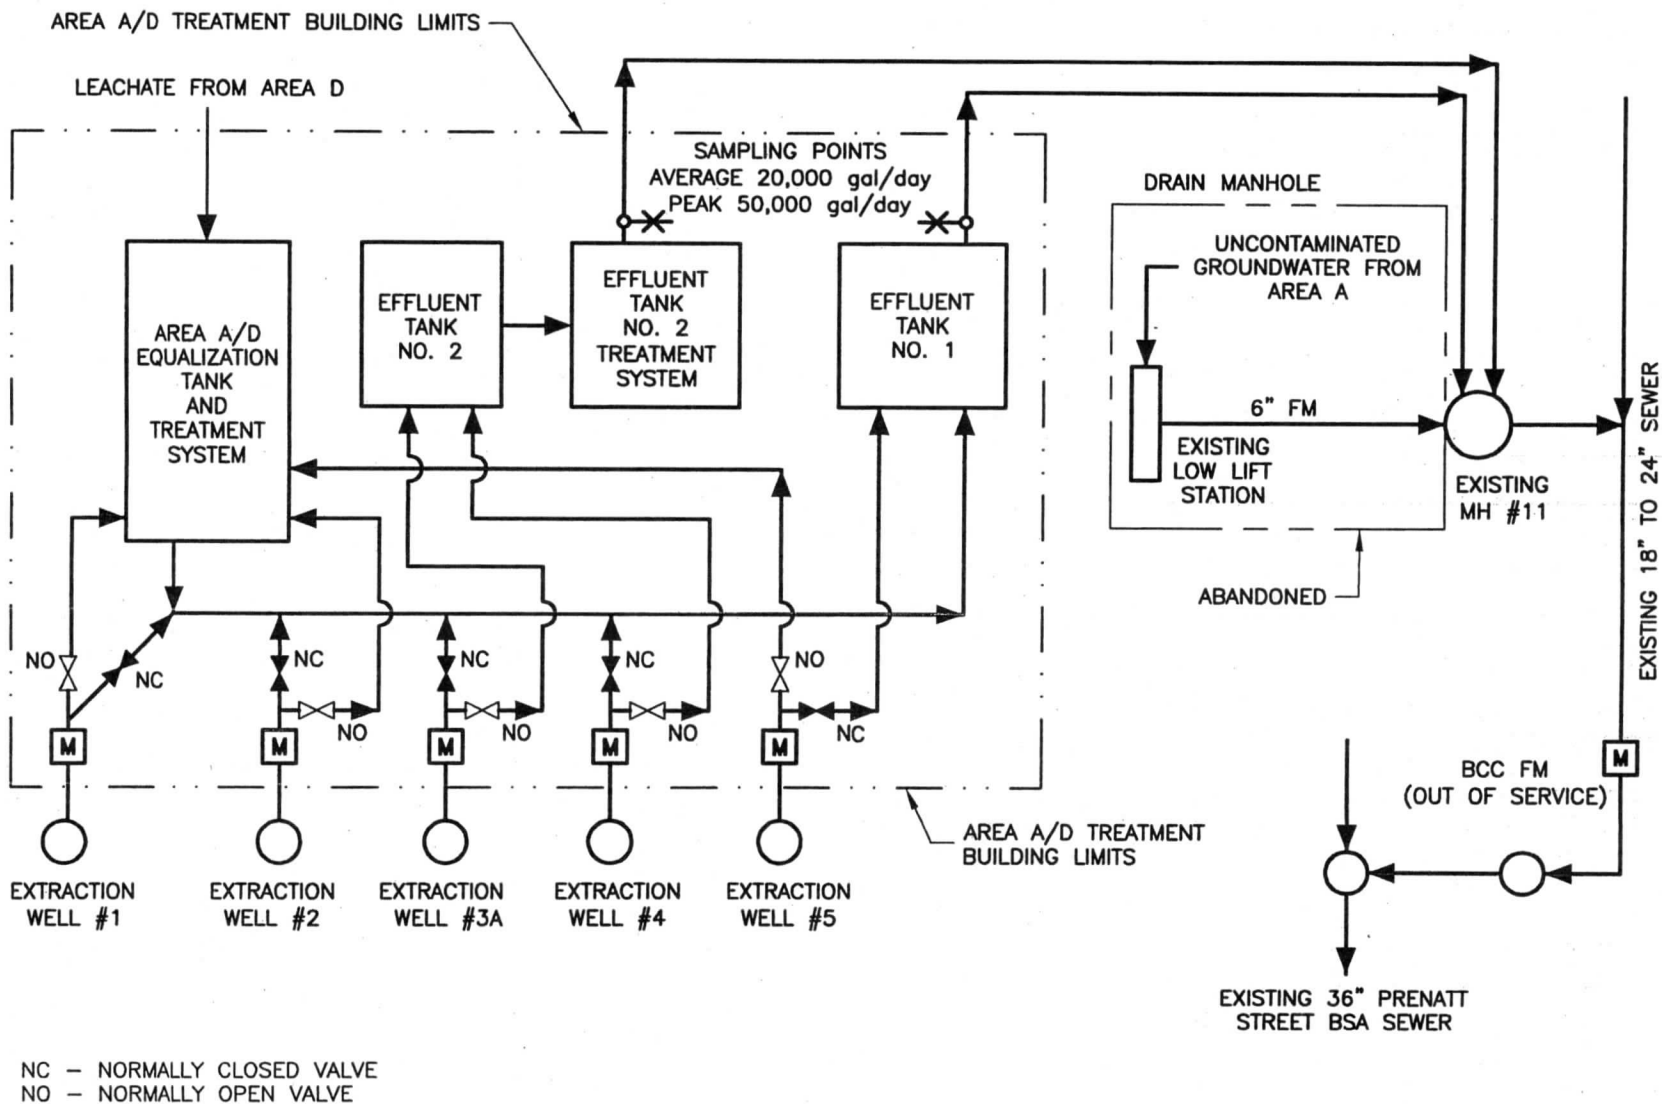 AREA A/D TREATMENT BUILDING LIMITS
LEACHATE FROM AREA D
SAMPLING POINTS
AVERAGE 20,000 gal/day
PEAK 50,000 gal/day
DRAIN MANHOLE
UNCONTAMINATED
GROUNDWATER FROM
AREA A
AREA A/D
EQUALIZATION
TANK
AND
TREATMENT
SYSTEM
EFFLUENT
TANK
NO. 2
EFFLUENT
TANK
NO. 2
TREATMENT
SYSTEM
EFFLUENT
TANK
NO. 1
6" FM
EXISTING
LOW LIFT
STATION
EXISTING
MH #11
EXISTING 18" TO 24" SEWER
ABANDONED
NO
NC
NC
NO
NC
NO
NC
NO
NO
NC
M
M
M
M
M
M
BCC FM
(OUT OF SERVICE)
AREA A/D TREATMENT
BUILDING LIMITS
EXTRACTION
WELL #1
EXTRACTION
WELL #2
EXTRACTION
WELL #3A
EXTRACTION
WELL #4
EXTRACTION
WELL #5
EXISTING 36" PRENATT
STREET BSA SEWER
NC – NORMALLY CLOSED VALVE
NO – NORMALLY OPEN VALVE